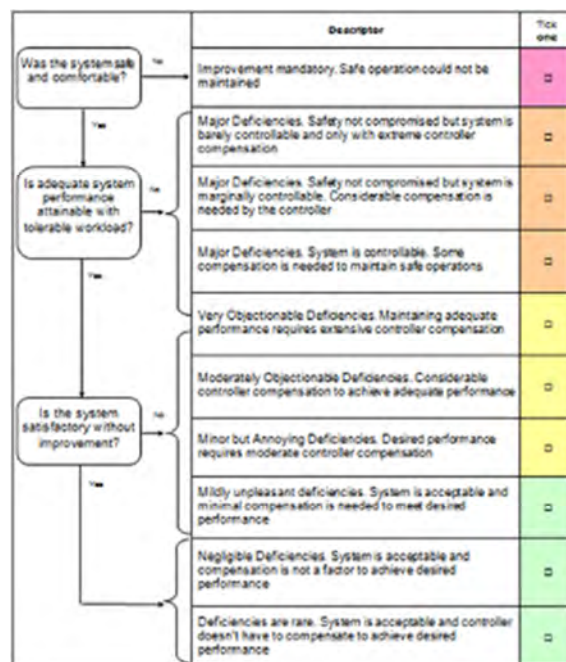 Descriptor
Tick
one
Was the system safe
and comfortable?
No
Improvement mandatory. Safe operation could not be
maintained
Yes
Major Deficiencies. Safety not compromised but system is
barely controllable and only with extreme controller
compensation
Is adequate system
performance
attainable with
tolerable workload?
No
Major Deficiencies. Safety not compromised but system is
marginally controllable. Considerable compensation is
needed by the controller
Major Deficiencies. System is controllable. Some
compensation is needed to maintain safe operations
Yes
Very Objectionable Deficiencies. Maintaining adequate
performance requires extensive controller compensation
Moderately Objectionable Deficiencies. Considerable
controller compensation to achieve adequate performance
Is the system
satisfactory without
improvement?
No
Minor but Annoying Deficiencies. Desired performance
requires moderate controller compensation
Yes
Mildly unpleasant deficiencies. System is acceptable and
minimal compensation is needed to meet desired
performance
Negligible Deficiencies. System is acceptable and
compensation is not a factor to achieve desired
performance
Deficiencies are rare. System is acceptable and controller
doesn't have to compensate to achieve desired
performance